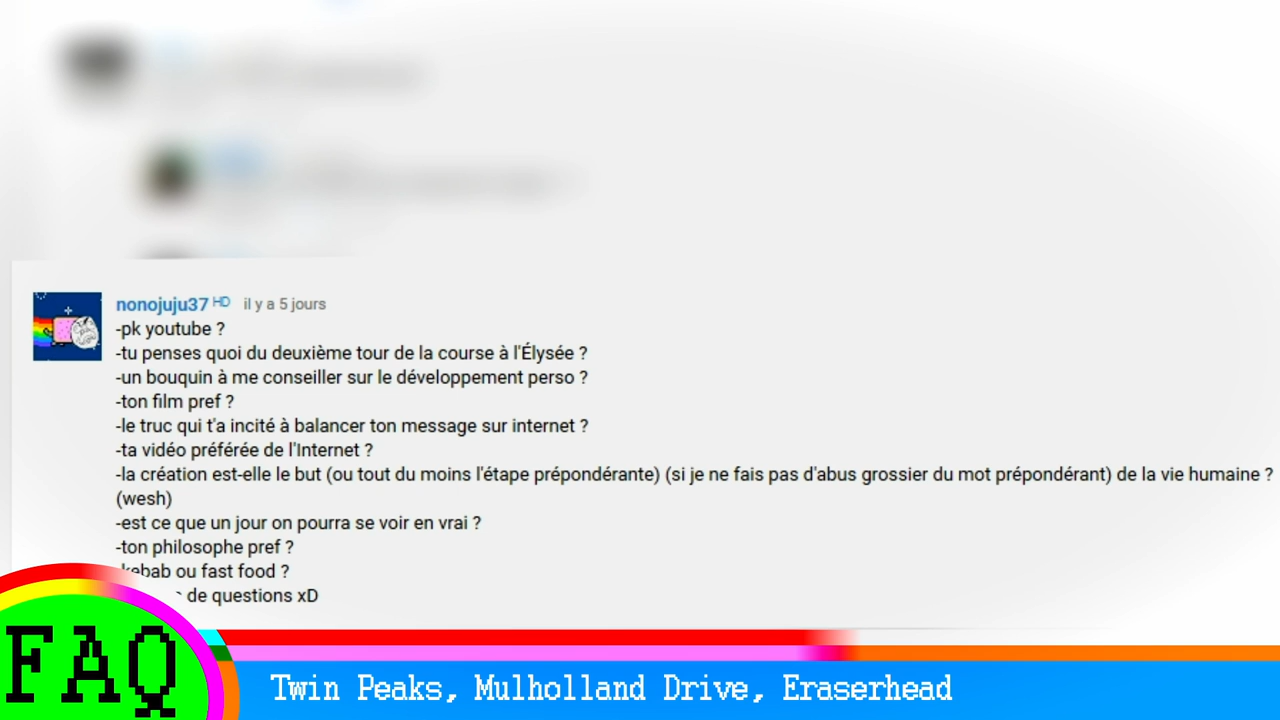 nonojuju37 HD il y a 5 jours
-pk youtube ?
-tu penses quoi du deuxième tour de la course à l'Élysée ?
-un bouquin à me conseiller sur le développement perso ?
-ton film pref ?
-le truc qui t'a incité à balancer ton message sur internet ?
-ta vidéo préférée de l'Internet ?
-la création est-elle le but (ou tout du moins l'étape prépondérante) (si je ne fais pas d'abus grossier du mot prépondérant) de la vie humaine ?
(wesh)
-est ce que un jour on pourra se voir en vrai ?
-ton philosophe pref ?
-kebab ou fast food ?
de questions xD
FAQ
Twin Peaks, Mulholland Drive, Eraserhead